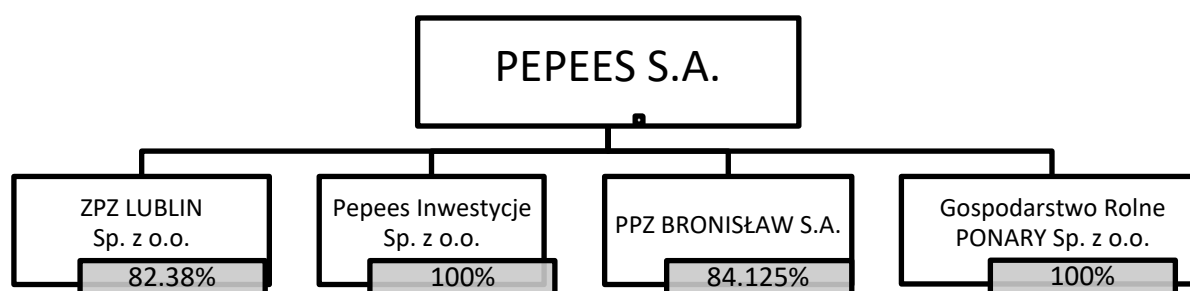 PEPEES S.A.
ZPZ LUBLIN
Sp. z o.o.
82.38%
Pepees Inwestycje
Sp. z o.o.
100%
PPZ BRONISŁAW S.A.
84.125%
Gospodarstwo Rolne
PONARY Sp. z o.o.
100%